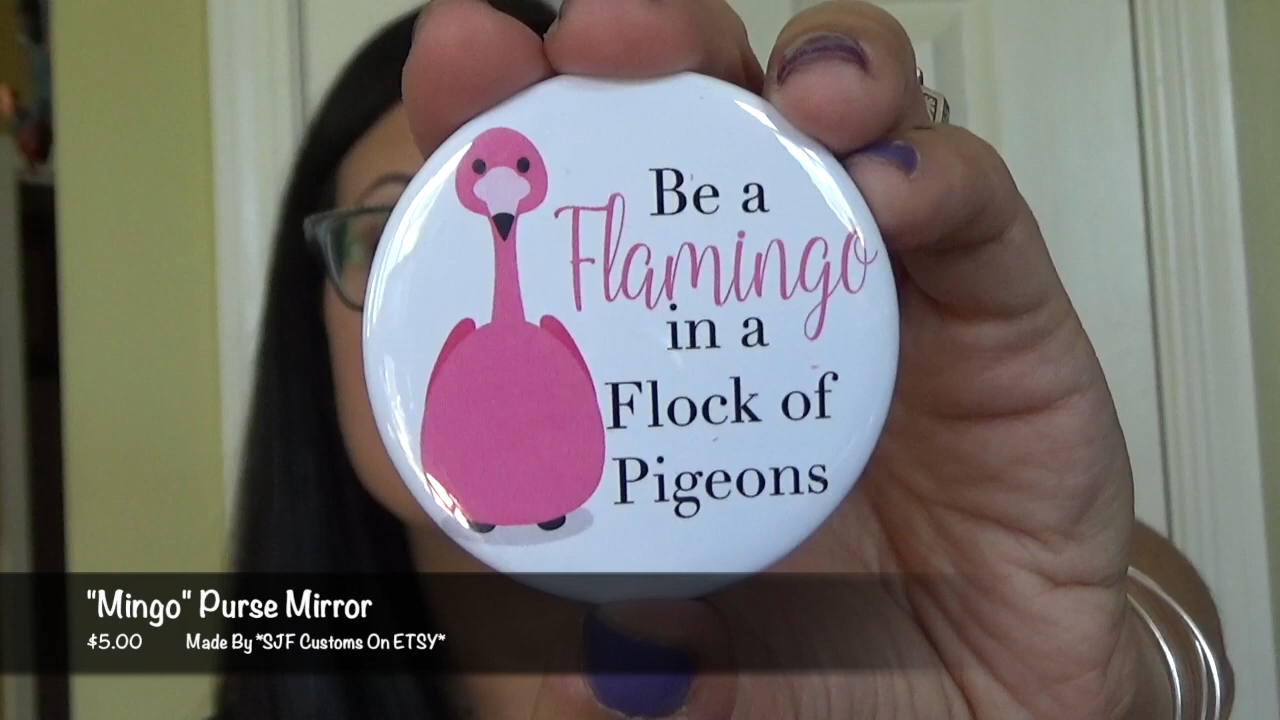 Be a
Flamingo
in a
Flock of
Pigeons
"Mingo" Purse Mirror
$5.00 Made By *SJF Customs On ETSY*